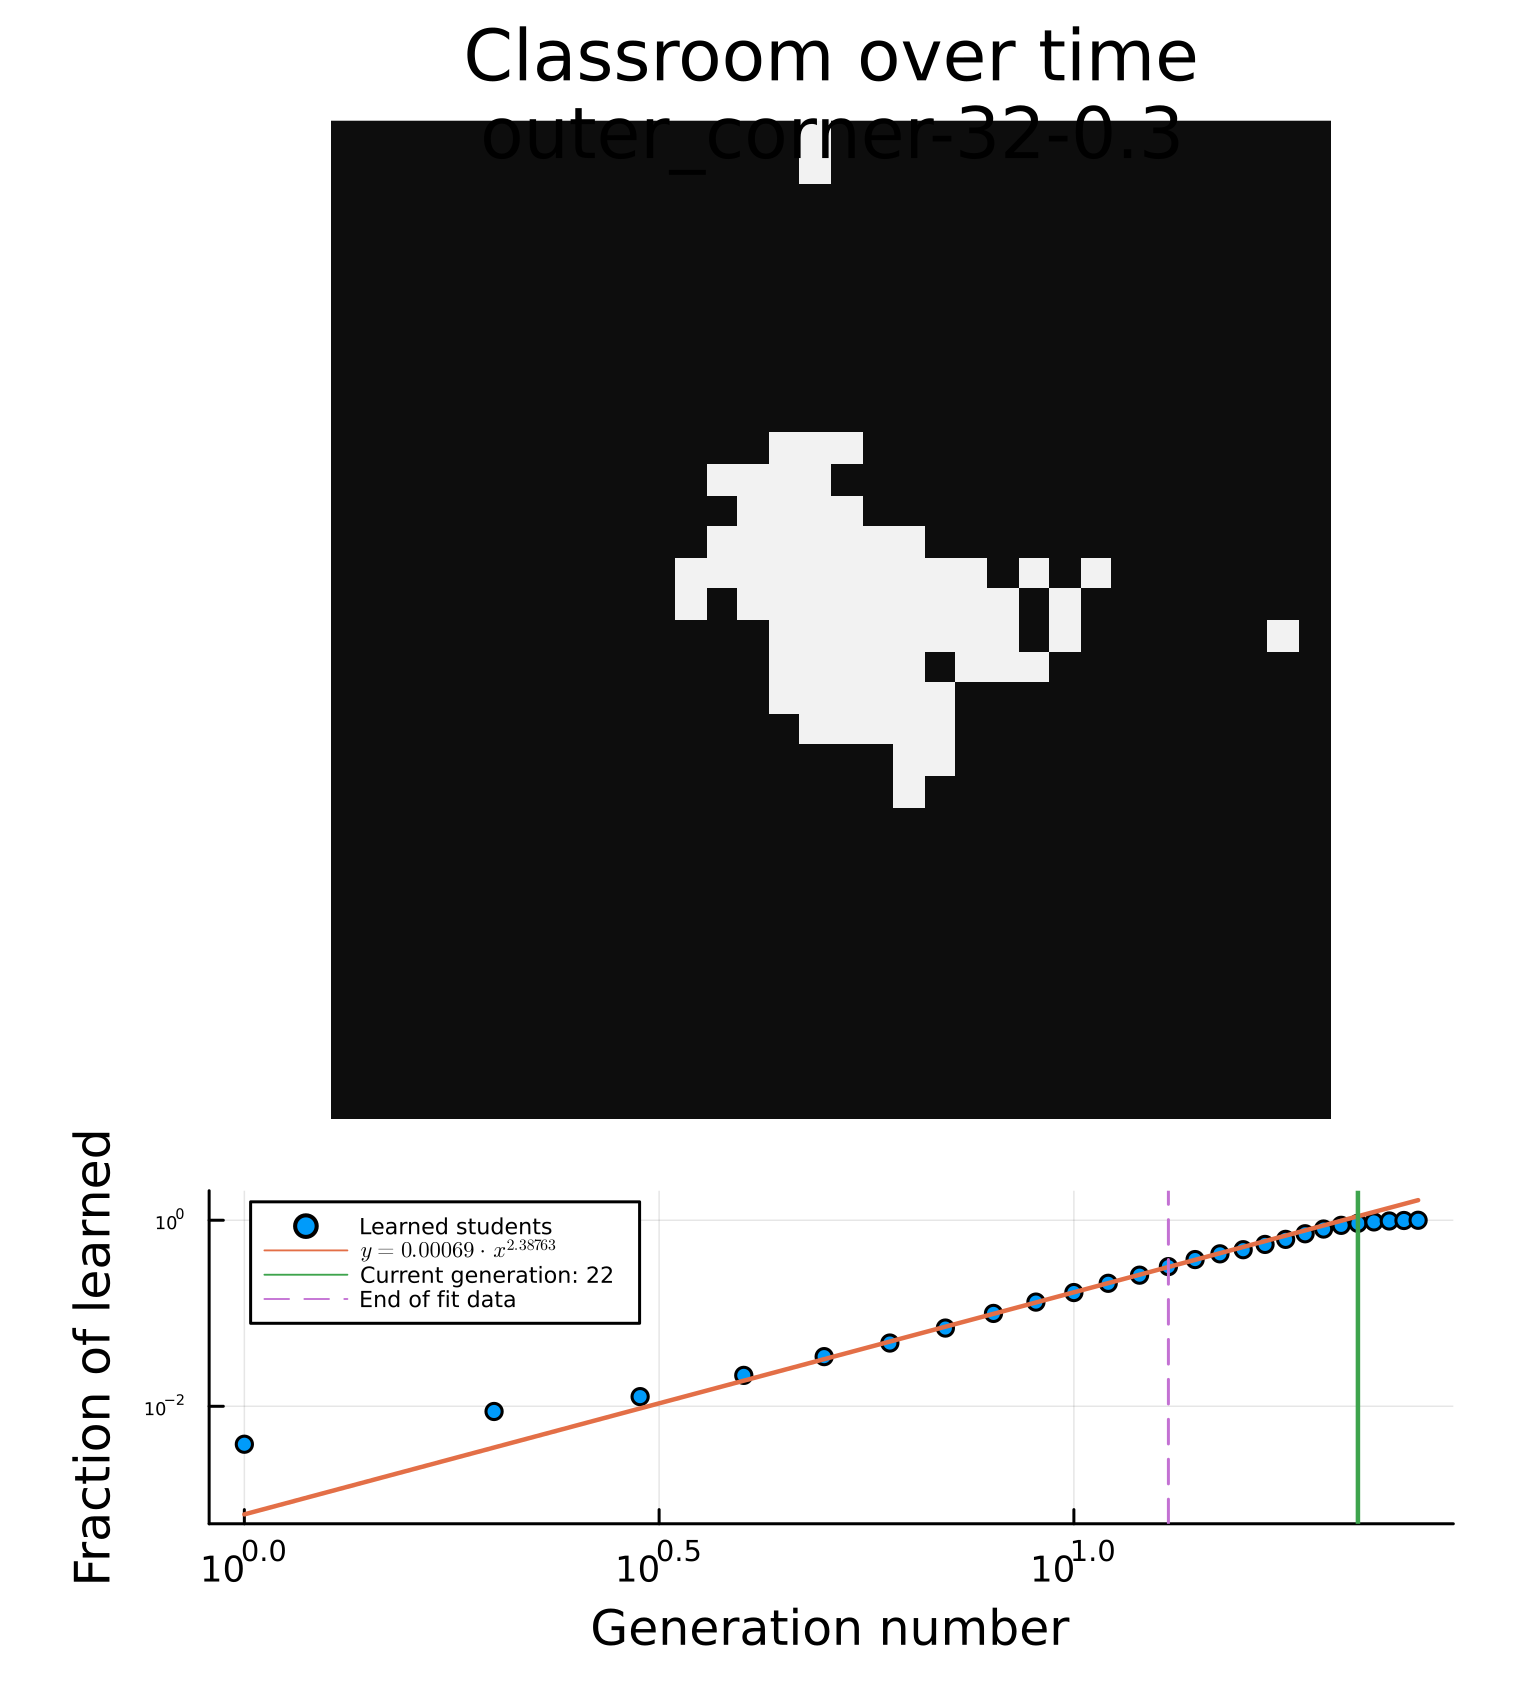 Classroom over time
outer_corner-32-0.3
Fraction of learned
10^0
10^-2
Learned students
y = 0.00069 · x^2.38763
Current generation: 22
End of fit data
10^0.0
10^0.5
10^1.0
Generation number